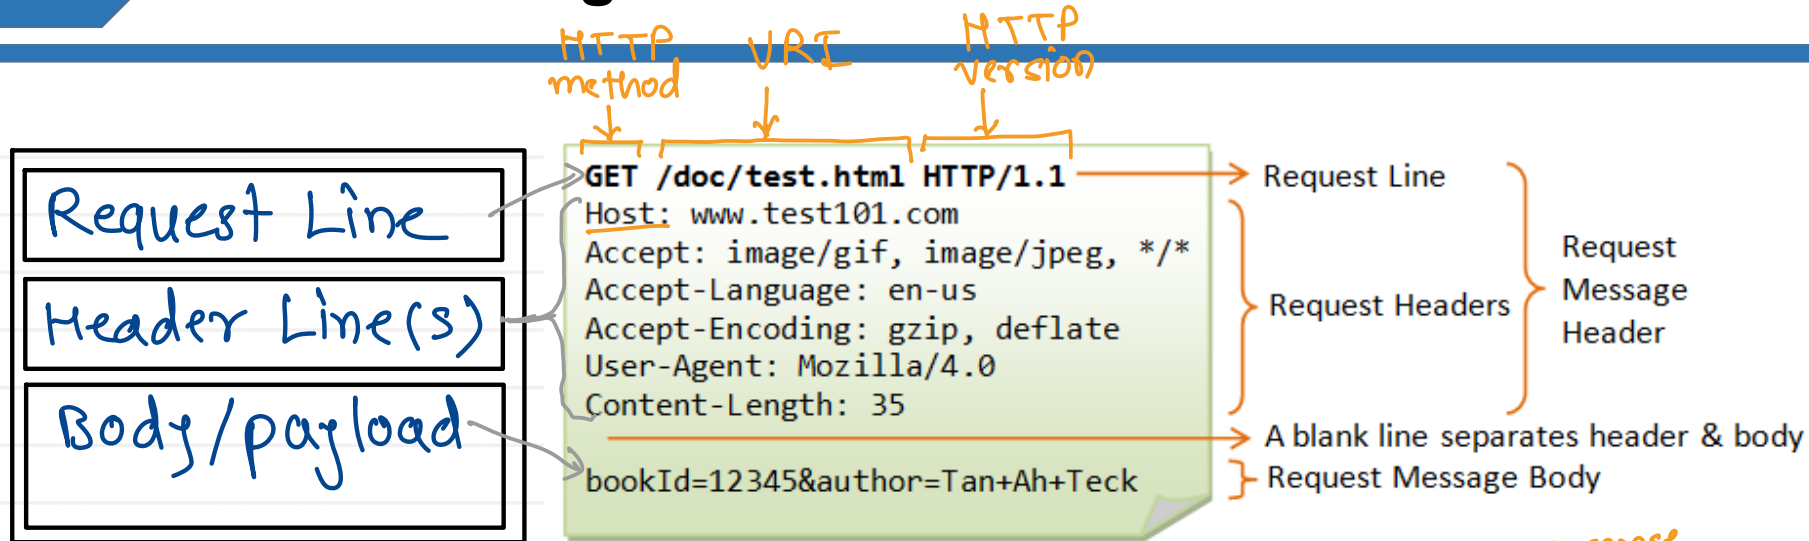 HTTP method
URI
HTTP version
Request Line
Header Line(s)
Body/payload
GET /doc/test.html HTTP/1.1
Host: www.test101.com
Accept: image/gif, image/jpeg, */*
Accept-Language: en-us
Accept-Encoding: gzip, deflate
User-Agent: Mozilla/4.0
Content-Length: 35
bookId=12345&author=Tan+Ah+Teck
Request Line
Request Headers
Request
Message
Header
A blank line separates header & body
Request Message Body